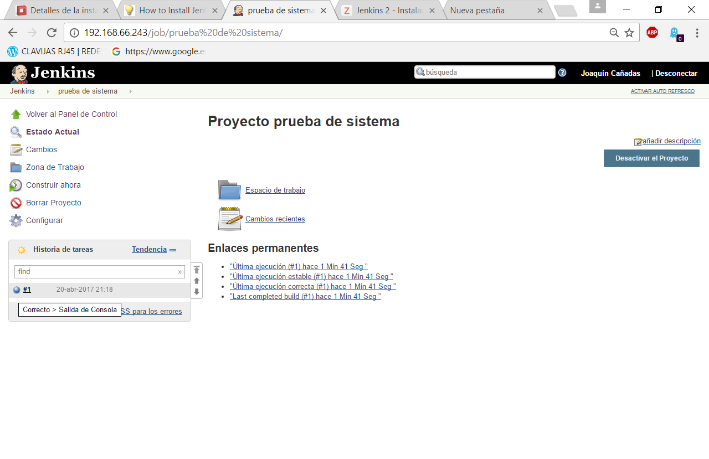 Detalles de la inst
How to Install Jen
prueba de sistema
Jenkins 2 - Instala
Nueva pestaña
192.168.66.243/job/prueba%20de%20sistema/
ABP
CLAVIJAS RJ45 | REDE
https://www.google.e
Jenkins
búsqueda
Joaquín Cañadas
| Desconectar
Jenkins
prueba de sistema
ACTIVAR AUTO REFRESCO
Volver al Panel de Control
Estado Actual
Cambios
Zona de Trabajo
Construir ahora
Borrar Proyecto
Configurar
Historia de tareas
Tendencia
find
x
#1
20-abr-2017 21:18
Correcto > Salida de Consola
SS para los errores
Proyecto prueba de sistema
añadir descripción
Desactivar el Proyecto
Espacio de trabajo
Cambios recientes
Enlaces permanentes
"Última ejecución (#1) hace 1 Min 41 Seg "
"Última ejecución estable (#1) hace 1 Min 41 Seg "
"Última ejecución correcta (#1) hace 1 Min 41 Seg "
"Last completed build (#1) hace 1 Min 41 Seg "